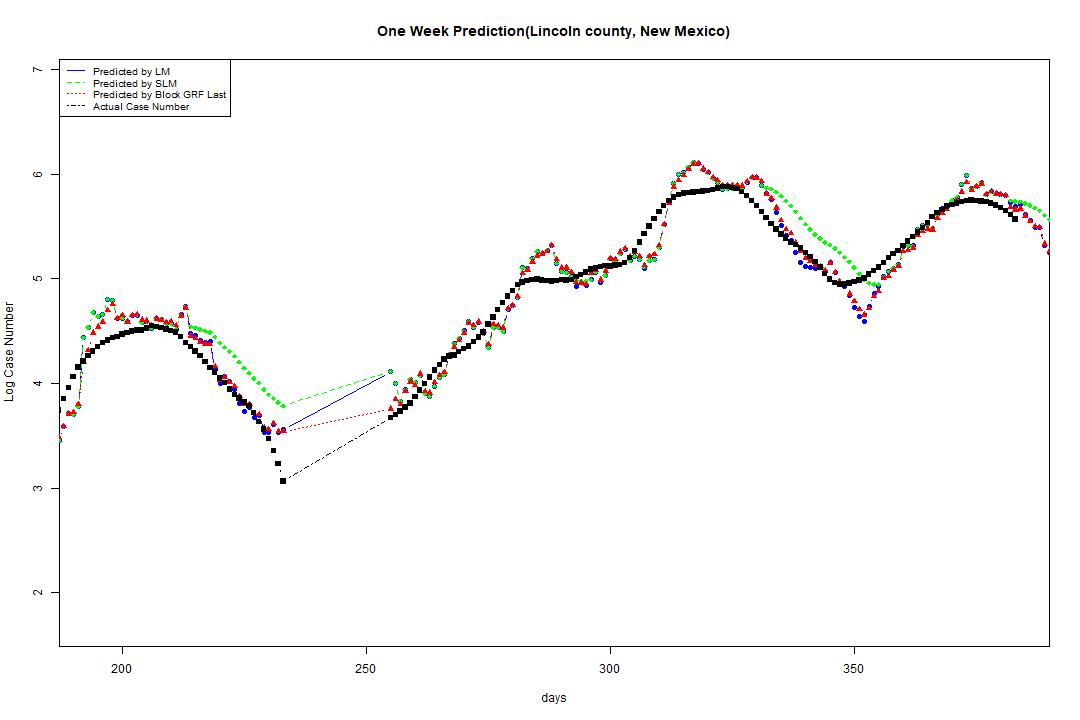 One Week Prediction(Lincoln county, New Mexico)
Predicted by LM
Predicted by SLM
Predicted by Block GRF Last
Actual Case Number
7
6
5
4
3
2
Log Case Number
200
250
300
350
days